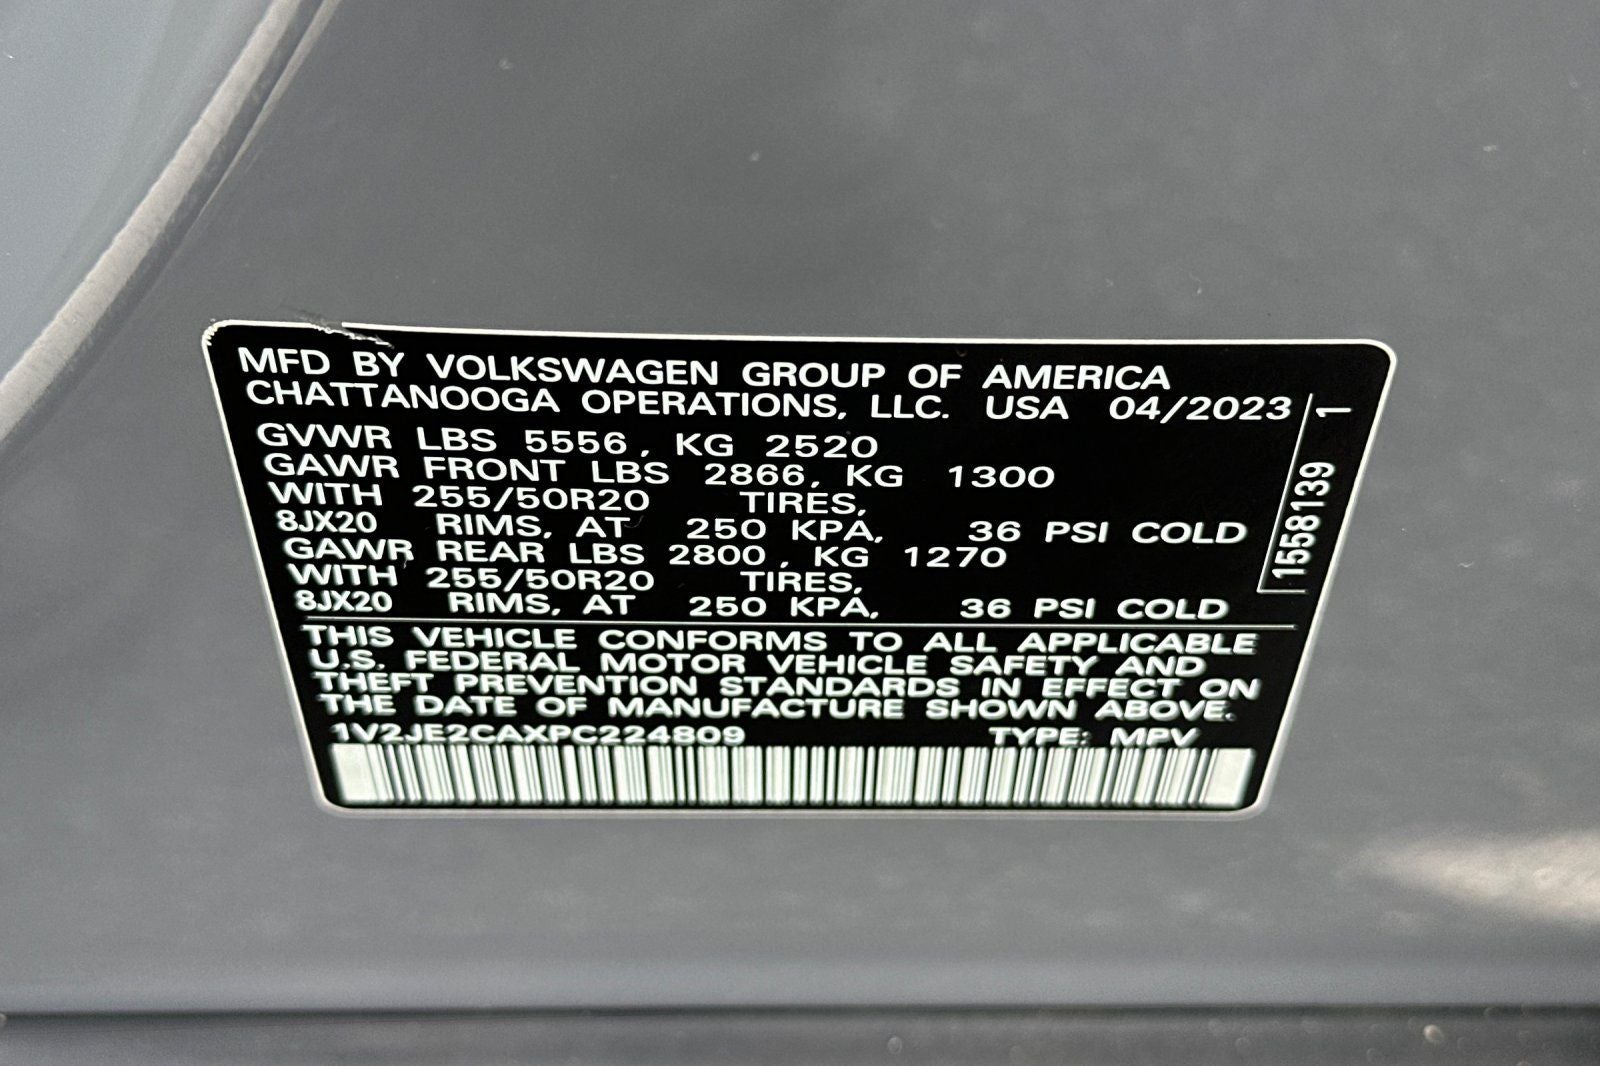 MFD BY VOLKSWAGEN GROUP OF AMERICA
CHATTANOOGA OPERATIONS, LLC. USA 04/2023
GVWR LBS 5556, KG 2520
GAWR FRONT LBS 2866, KG 1300
WITH 255/50R20 TIRES,
8JX20 RIMS, AT 250 KPA, 36 PSI COLD
GAWR REAR LBS 2800, KG 1270
WITH 255/50R20 TIRES,
8JX20 RIMS, AT 250 KPA, 36 PSI COLD
THIS VEHICLE CONFORMS TO ALL APPLICABLE
U.S. FEDERAL MOTOR VEHICLE SAFETY AND
THEFT PREVENTION STANDARDS IN EFFECT ON
THE DATE OF MANUFACTURE SHOWN ABOVE.
1V2JE2CAXPC224809 TYPE: MPV
1558139 1